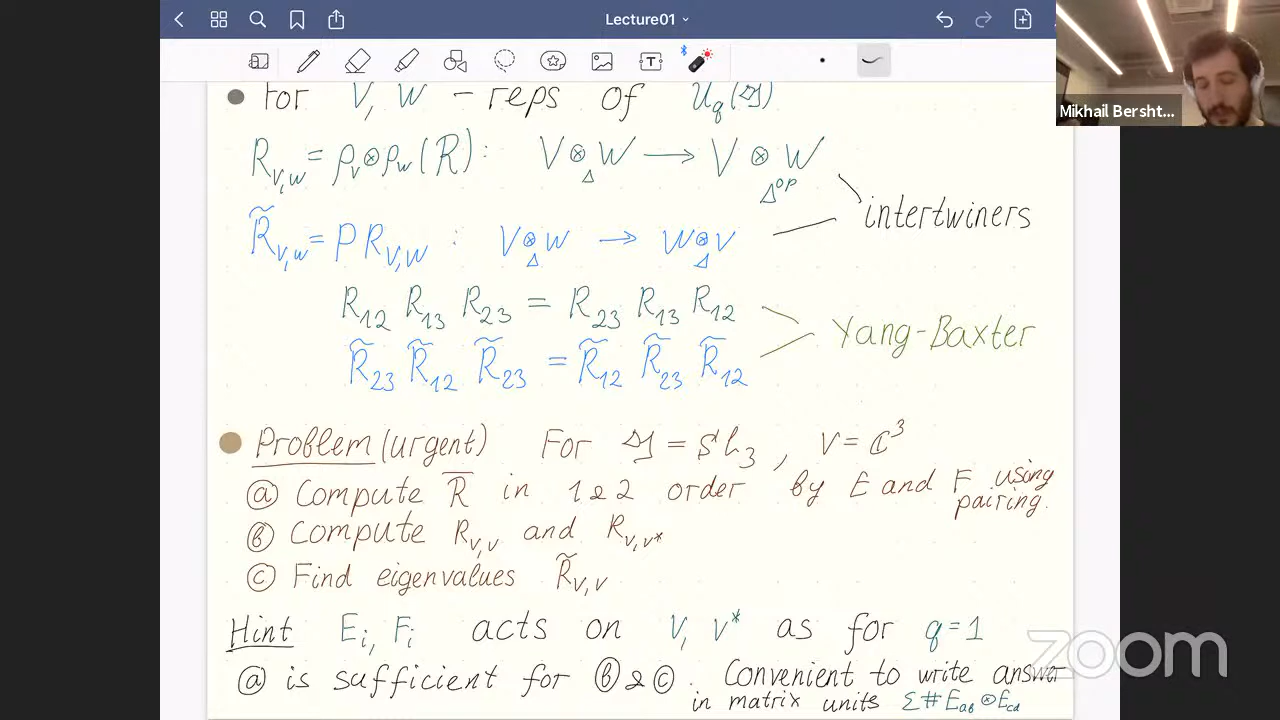 Lecture01
Mikhail Bersht...
• For V, W – reps of U_q(𝔤)
R_{V,W} = ρ_V ⊗ ρ_W (R) : V ⊗_Δ W ⟶ V ⊗_{Δ^{op}} W
R̃_{V,W} = P R_{V,W} : V ⊗_Δ W → W ⊗_Δ V
intertwiners
R_{12} R_{13} R_{23} = R_{23} R_{13} R_{12}
R̃_{23} R̃_{12} R̃_{23} = R̃_{12} R̃_{23} R̃_{12}
Yang-Baxter
• Problem (urgent) For 𝔤 = sl_3, V = ℂ^3
ⓐ Compute R̅ in 1 & 2 order by E and F using pairing.
ⓑ Compute R_{V,V} and R_{V,V*}
ⓒ Find eigenvalues R̃_{V,V}
Hint E_i, F_i acts on V, V* as for q=1
ⓐ is sufficient for ⓑ & ⓒ. Convenient to write answer
in matrix units Σ # E_{ab} ⊗ E_{cd}
zoom